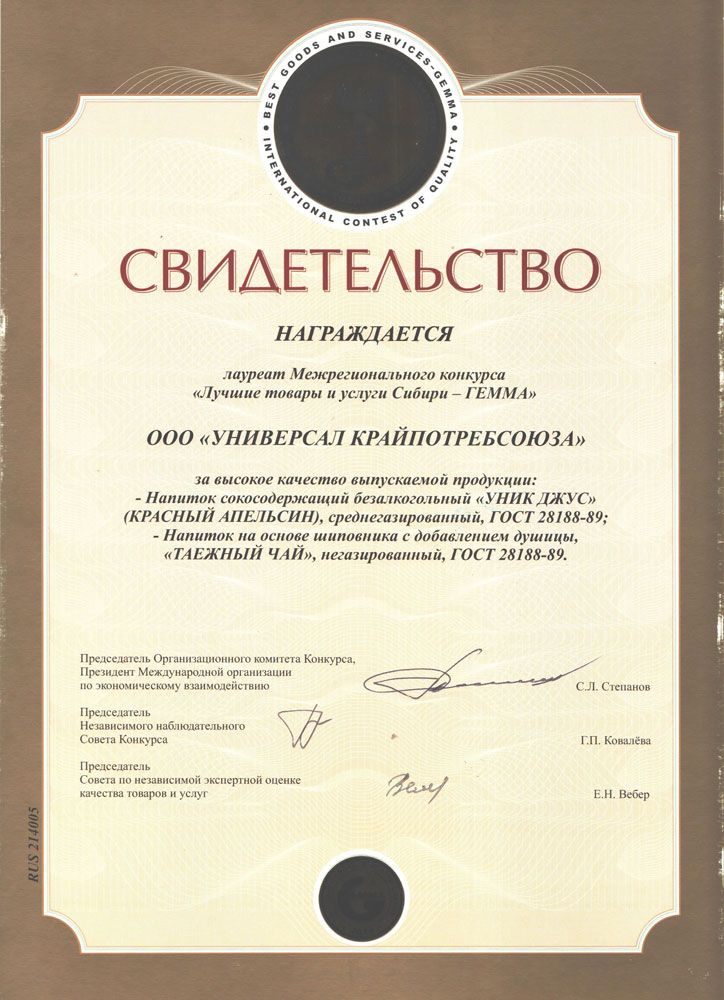 BEST GOODS AND SERVICES-GEMMA
INTERNATIONAL CONTEST OF QUALITY
СВИДЕТЕЛЬСТВО
НАГРАЖДАЕТСЯ
лауреат Межрегионального конкурса
«Лучшие товары и услуги Сибири – ГЕММА»
ООО «УНИВЕРСАЛ КРАЙПОТРЕБСОЮЗА»
за высокое качество выпускаемой продукции:
- Напиток сокосодержащий безалкогольный «УНИК ДЖУС»
(КРАСНЫЙ АПЕЛЬСИН), среднегазированный, ГОСТ 28188-89;
- Напиток на основе шиповника с добавлением душицы,
«ТАЕЖНЫЙ ЧАЙ», негазированный, ГОСТ 28188-89.
Председатель Организационного комитета Конкурса,
Президент Международной организации
по экономическому взаимодействию
С.Л. Степанов
Председатель
Независимого наблюдательного
Совета Конкурса
Г.П. Ковалёва
Председатель
Совета по независимой экспертной оценке
качества товаров и услуг
Е.Н. Вебер
RUS 214005